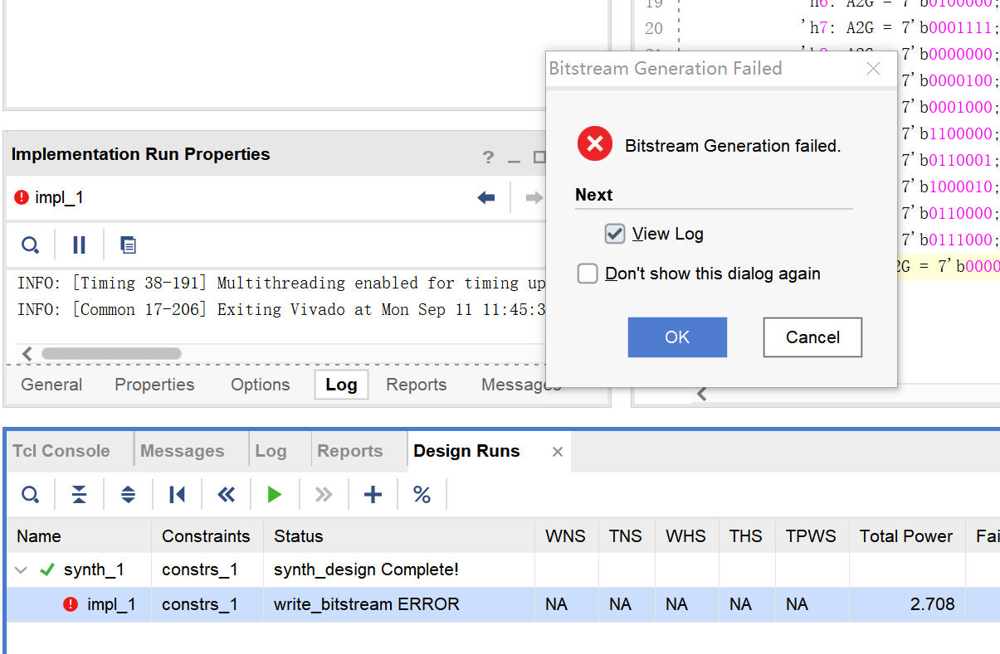 19
'h6: A2G = 7'b0100000;
20
'h7: A2G = 7'b0001111;
7'b0000000;
7'b0000100;
7'b0001000;
7'b1100000;
7'b0110001;
7'b1000010;
7'b0110000;
7'b0111000;
2G = 7'b0000
Bitstream Generation Failed
Bitstream Generation failed.
Next
View Log
Don't show this dialog again
OK
Cancel
Implementation Run Properties
?
impl_1
INFO: [Timing 38-191] Multithreading enabled for timing up
INFO: [Common 17-206] Exiting Vivado at Mon Sep 11 11:45:3
General Properties Options Log Reports Messages
Tcl Console Messages Log Reports Design Runs
%
Name Constraints Status WNS TNS WHS THS TPWS Total Power Fai
synth_1 constrs_1 synth_design Complete!
impl_1 constrs_1 write_bitstream ERROR NA NA NA NA NA 2.708